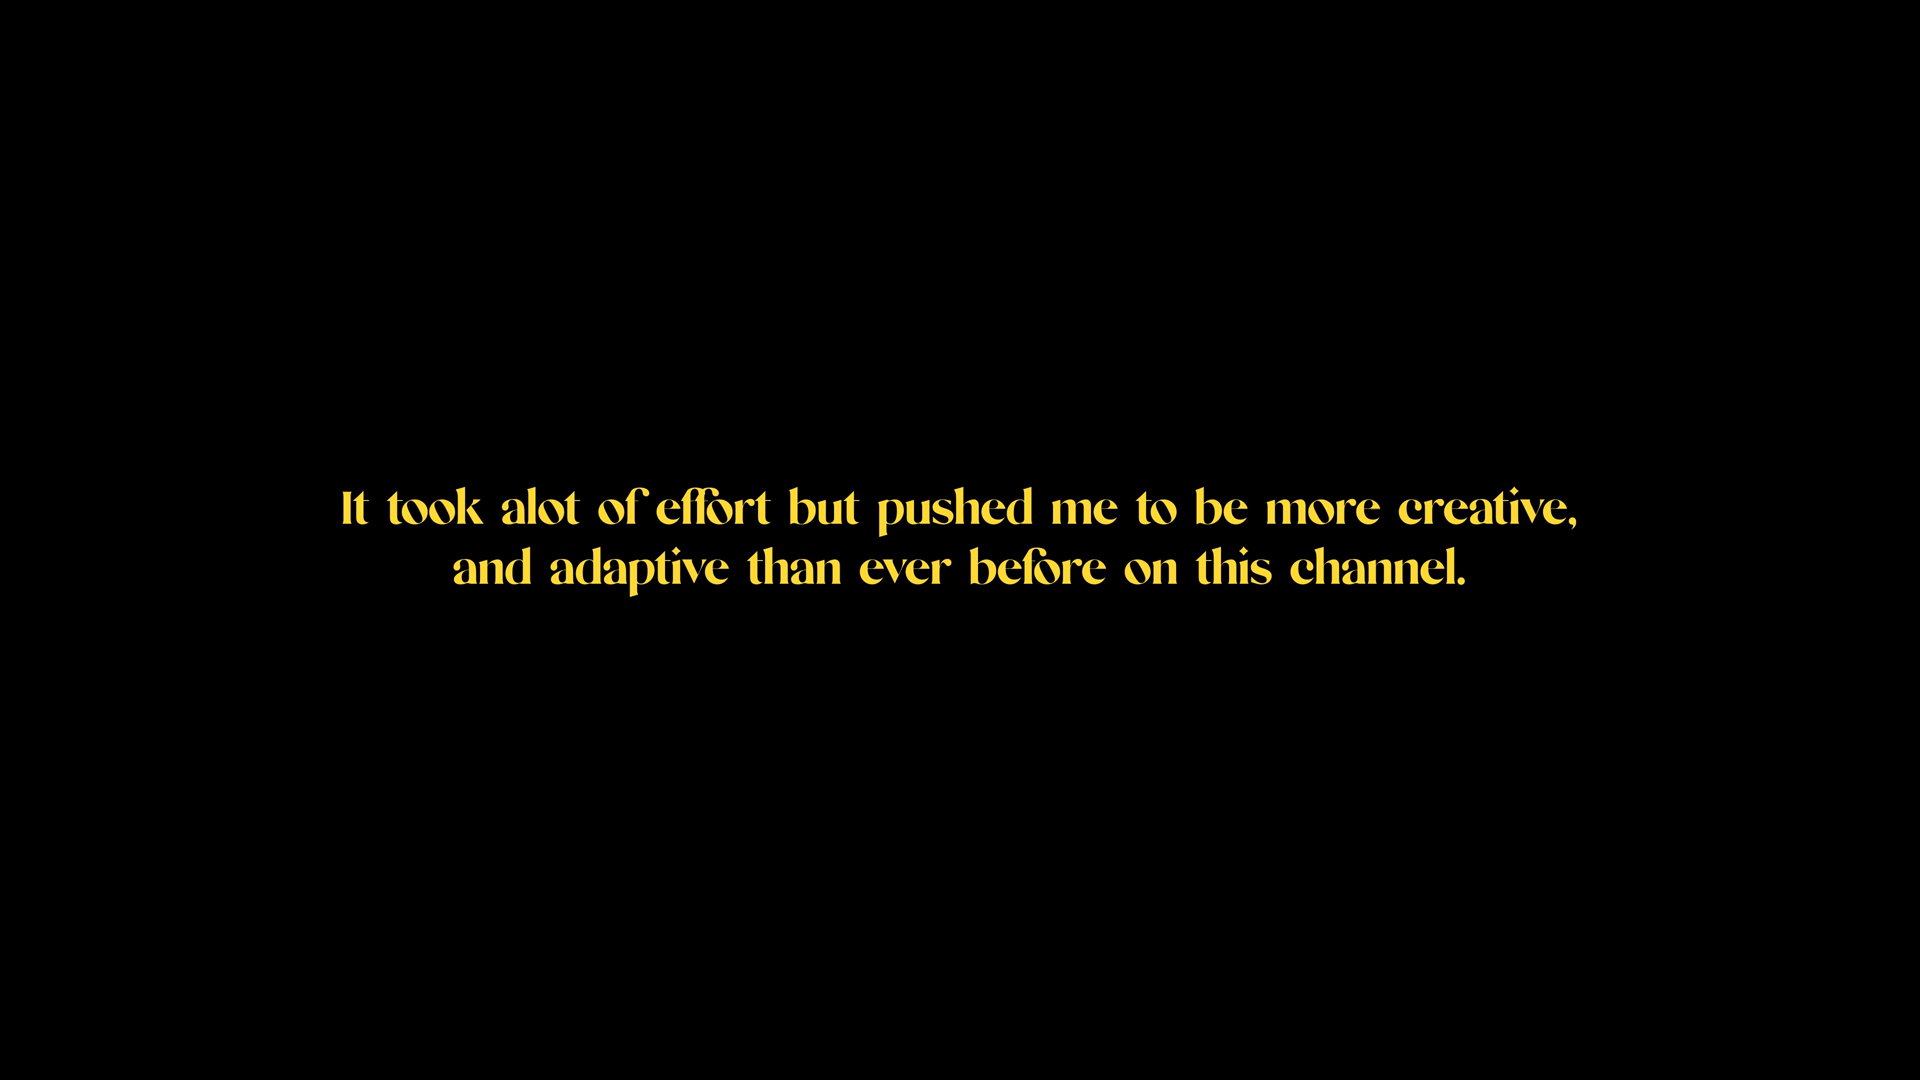 It took alot of effort but pushed me to be more creative,
and adaptive than ever before on this channel.